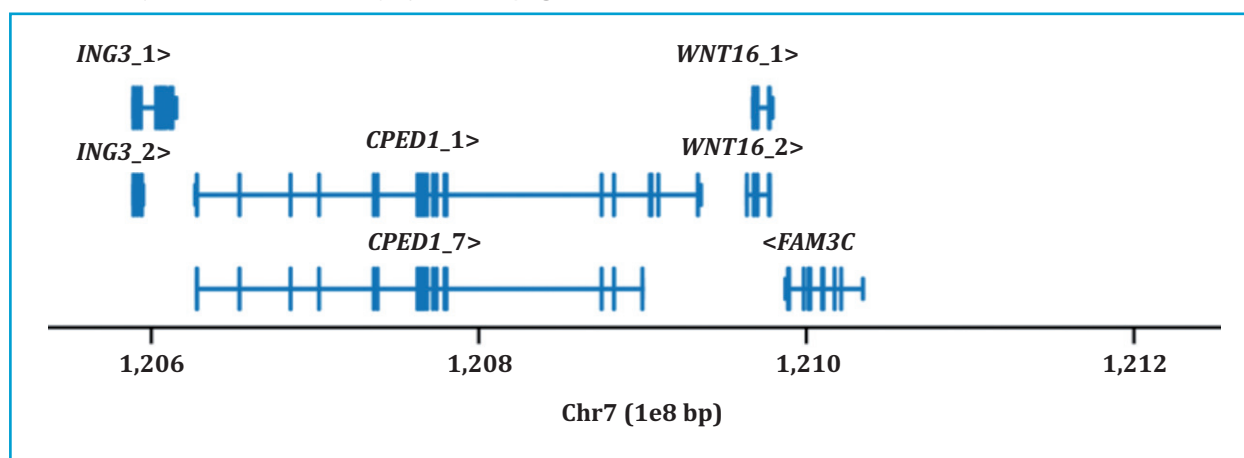 ING3_1>
WNT16_1>
ING3_2>
CPED1_1>
WNT16_2>
CPED1_7>
<FAM3C
1,206
1,208
1,210
1,212
Chr7 (1e8 bp)